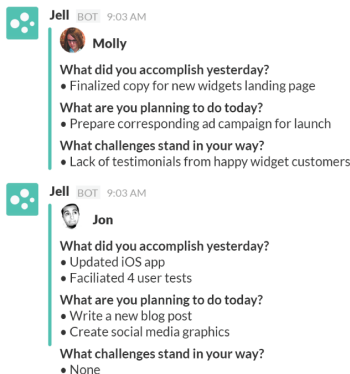 Jell BOT 9:03 AM
Molly
What did you accomplish yesterday?
• Finalized copy for new widgets landing page
What are you planning to do today?
• Prepare corresponding ad campaign for launch
What challenges stand in your way?
• Lack of testimonials from happy widget customers
Jell BOT 9:03 AM
Jon
What did you accomplish yesterday?
• Updated iOS app
• Faciliated 4 user tests
What are you planning to do today?
• Write a new blog post
• Create social media graphics
What challenges stand in your way?
• None